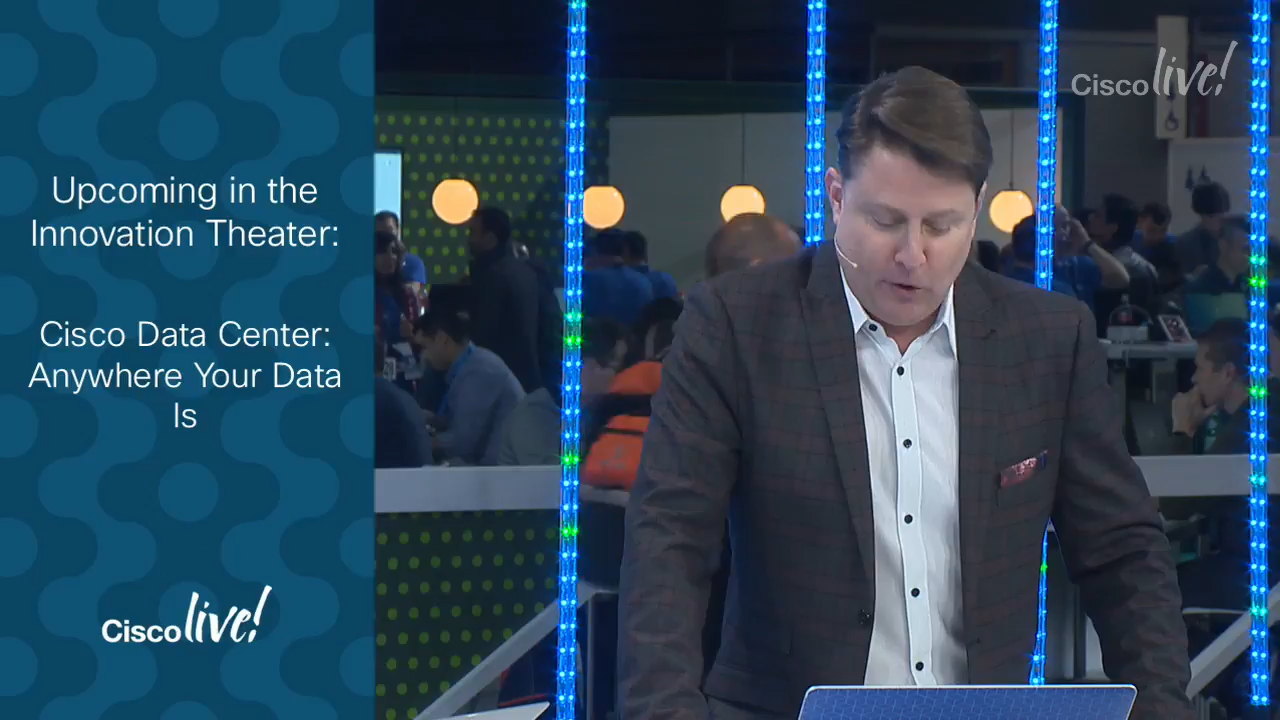 Upcoming in the
Innovation Theater:
Cisco Data Center:
Anywhere Your Data
Is
Cisco live!
Cisco live!